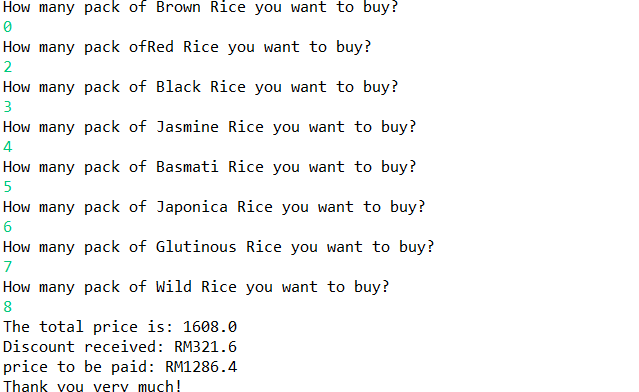 How many pack of Brown Rice you want to buy?
0
How many pack ofRed Rice you want to buy?
2
How many pack of Black Rice you want to buy?
3
How many pack of Jasmine Rice you want to buy?
4
How many pack of Basmati Rice you want to buy?
5
How many pack of Japonica Rice you want to buy?
6
How many pack of Glutinous Rice you want to buy?
7
How many pack of Wild Rice you want to buy?
8
The total price is: 1608.0
Discount received: RM321.6
price to be paid: RM1286.4
Thank you very much!